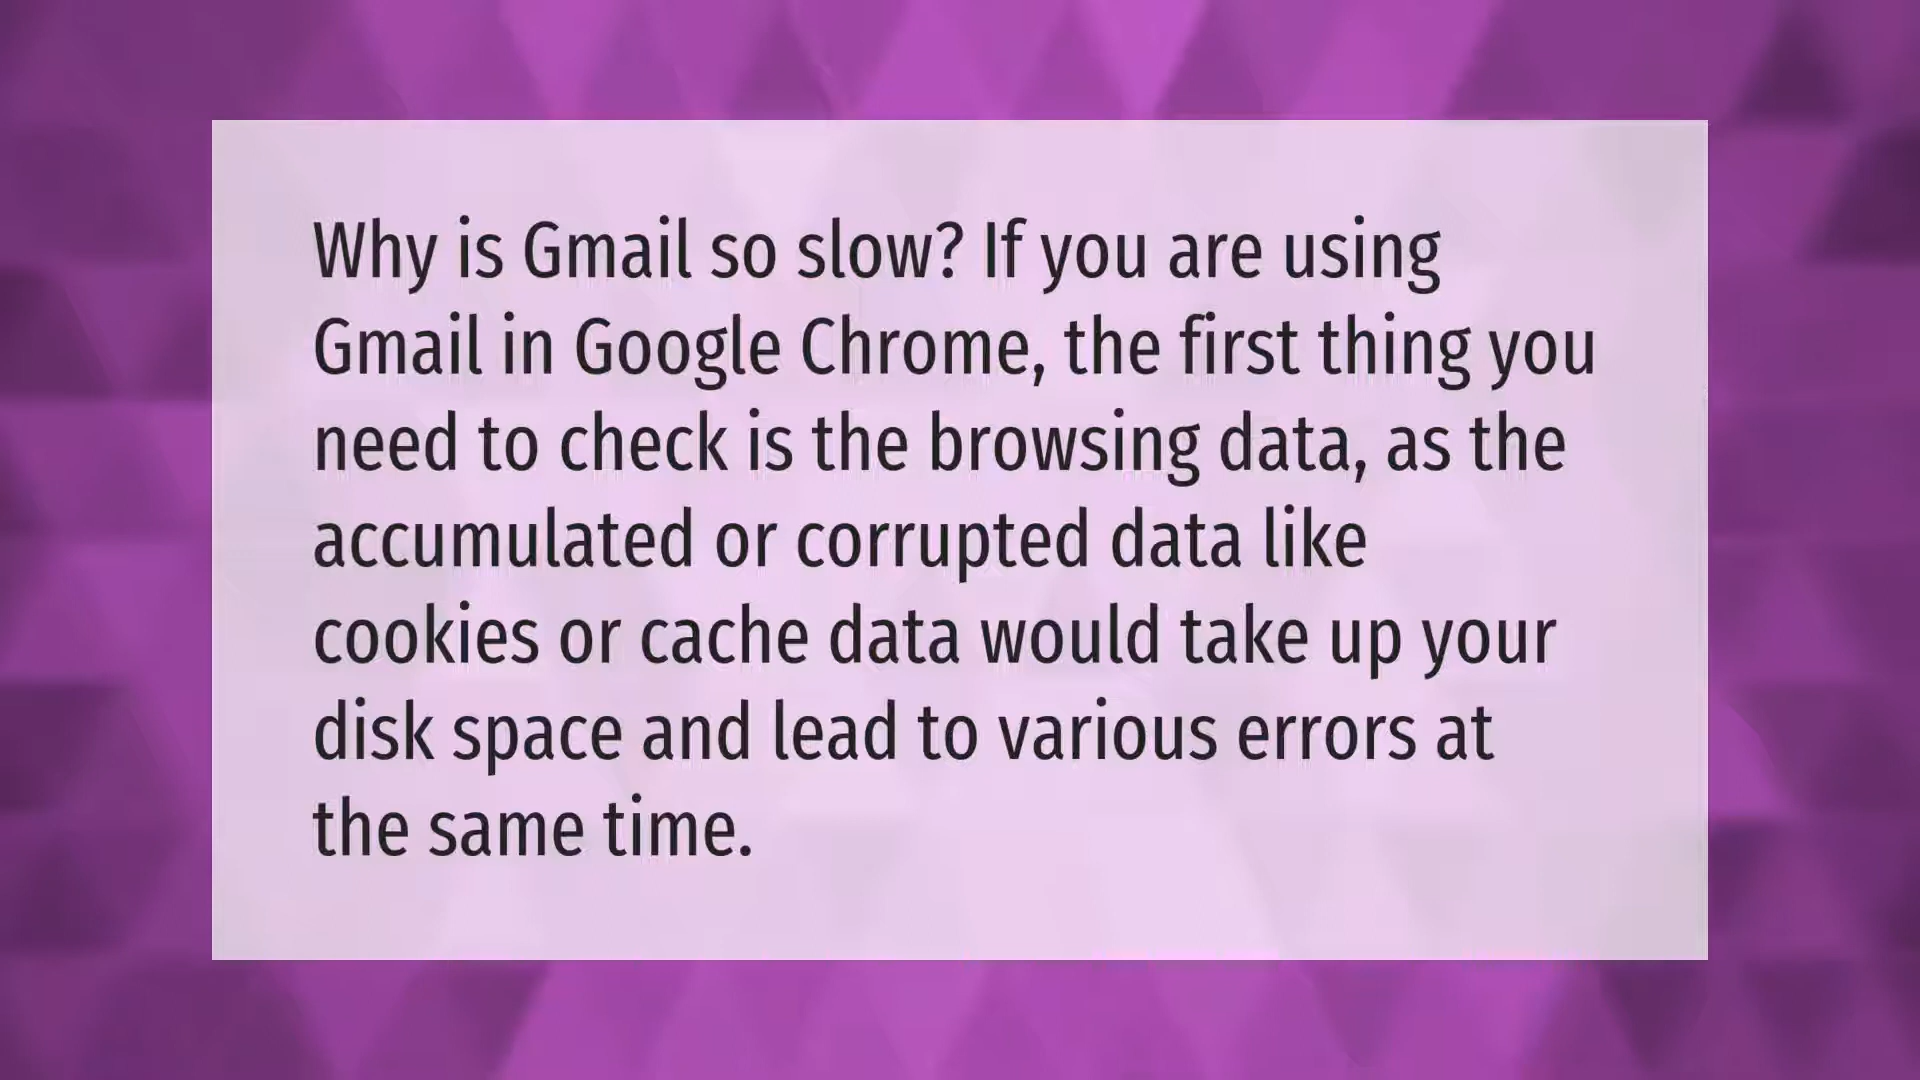 Why is Gmail so slow? If you are using
Gmail in Google Chrome, the first thing you
need to check is the browsing data, as the
accumulated or corrupted data like
cookies or cache data would take up your
disk space and lead to various errors at
the same time.